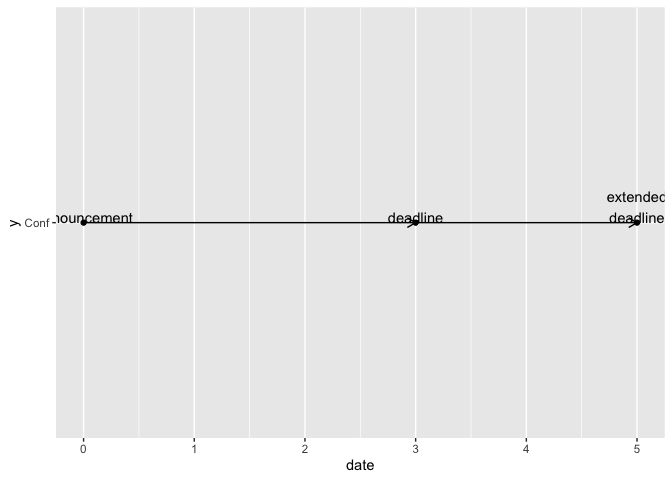 extended
nouncement
deadline
deadline
y
Conf
0
1
2
3
4
5
date